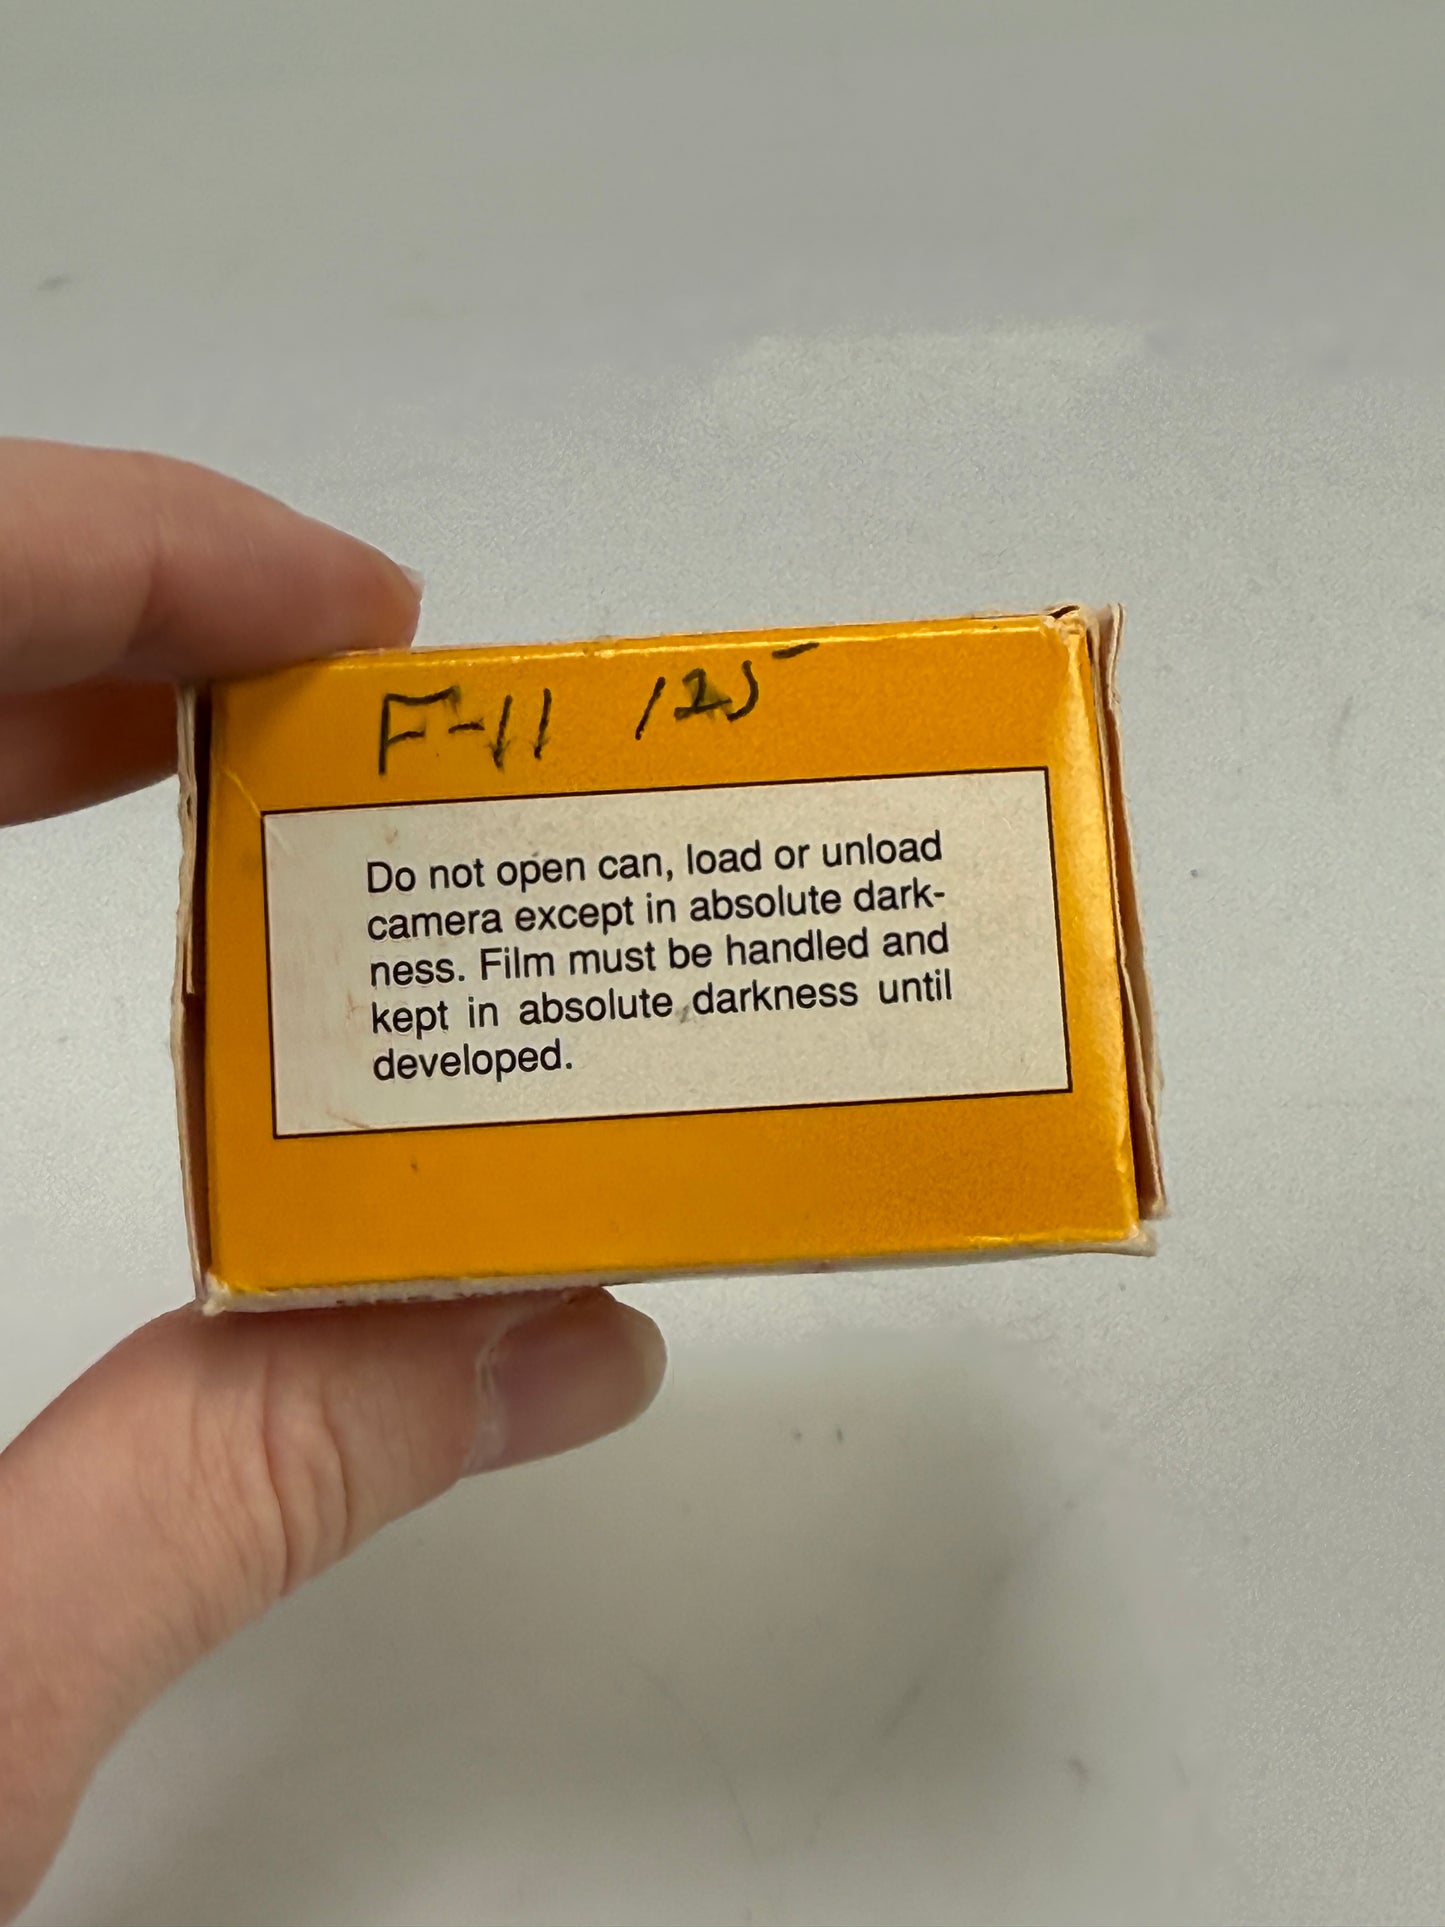 F-11 125
Do not open can, load or unload
camera except in absolute dark-
ness. Film must be handled and
kept in absolute darkness until
developed.